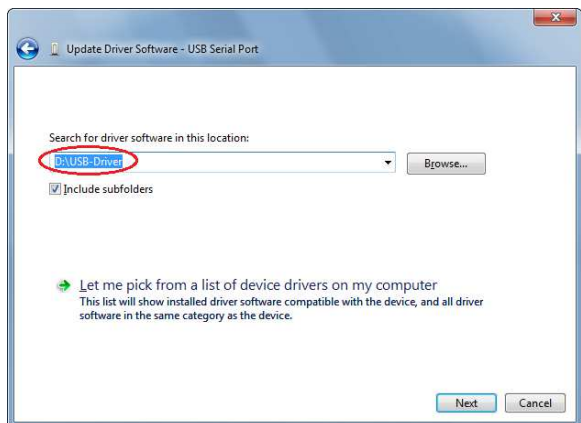 Update Driver Software - USB Serial Port
Search for driver software in this location:
D:\USB-Driver
Browse...
Include subfolders
Let me pick from a list of device drivers on my computer
This list will show installed driver software compatible with the device, and all driver
software in the same category as the device.
Next
Cancel